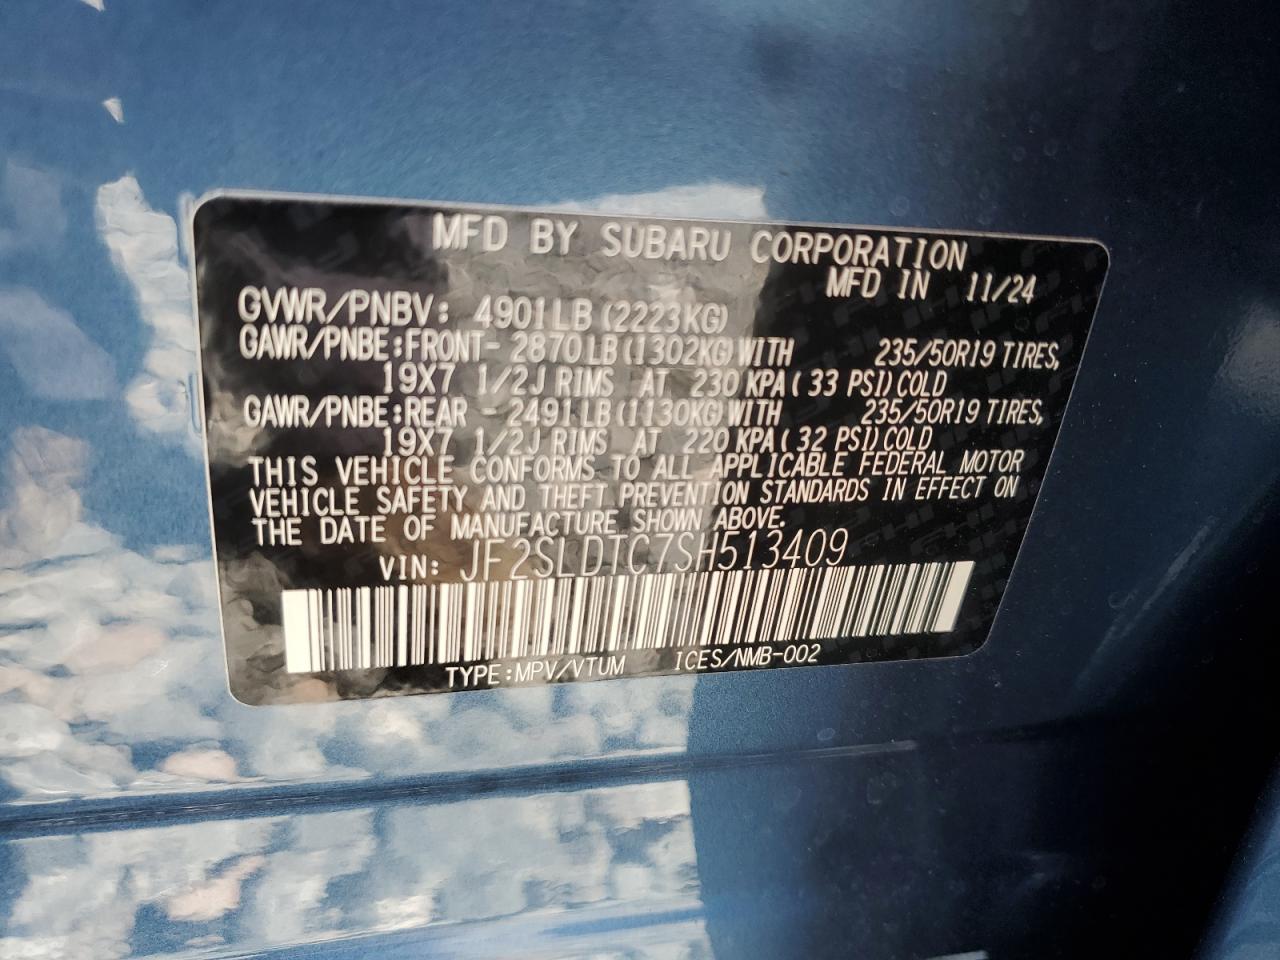 MFD BY SUBARU CORPORATION
MFD IN 11/24
GVWR/PNBV: 4901LB (2223KG)
GAWR/PNBE:FRONT- 2870LB(1302KG)WITH 235/50R19 TIRES,
19X7 1/2J RIMS AT 230 KPA( 33 PSI)COLD
GAWR/PNBE:REAR - 2491LB(1130KG)WITH 235/50R19 TIRES,
19X7 1/2J RIMS AT 220 KPA( 32 PSI)COLD
THIS VEHICLE CONFORMS TO ALL APPLICABLE FEDERAL MOTOR
VEHICLE SAFETY AND THEFT PREVENTION STANDARDS IN EFFECT ON
THE DATE OF MANUFACTURE SHOWN ABOVE.
VIN: JF2SLDTC7SH513409
TYPE:MPV/VTUM ICES/NMB-002